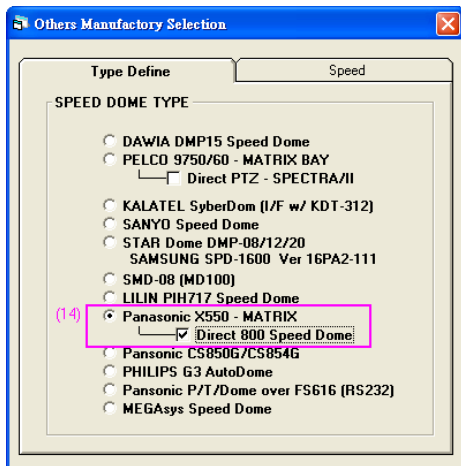 Others Manufactory Selection
Type Define
Speed
SPEED DOME TYPE
DAWIA DMP15 Speed Dome
PELCO 9750/60 - MATRIX BAY
Direct PTZ - SPECTRA/II
KALATEL SyberDom (I/F w/ KDT-312)
SANYO Speed Dome
STAR Dome DMP-08/12/20
SAMSUNG SPD-1600 Ver 16PA2-111
SMD-08 (MD100)
LILIN PIH717 Speed Dome
(14) Panasonic X550 - MATRIX
Direct 800 Speed Dome
Pansonic CS850G/CS854G
PHILIPS G3 AutoDome
Pansonic P/T/Dome over FS616 (RS232)
MEGAsys Speed Dome